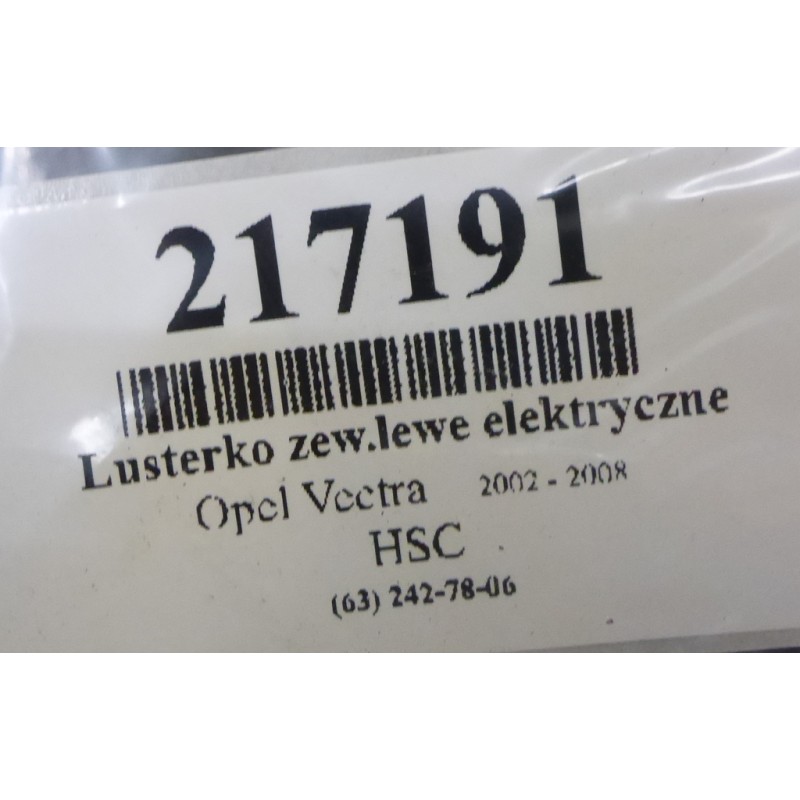 217191
Lusterko zew.lewe elektryczne
Opel Vectra 2002 - 2008
HSC
(63) 242-78-06